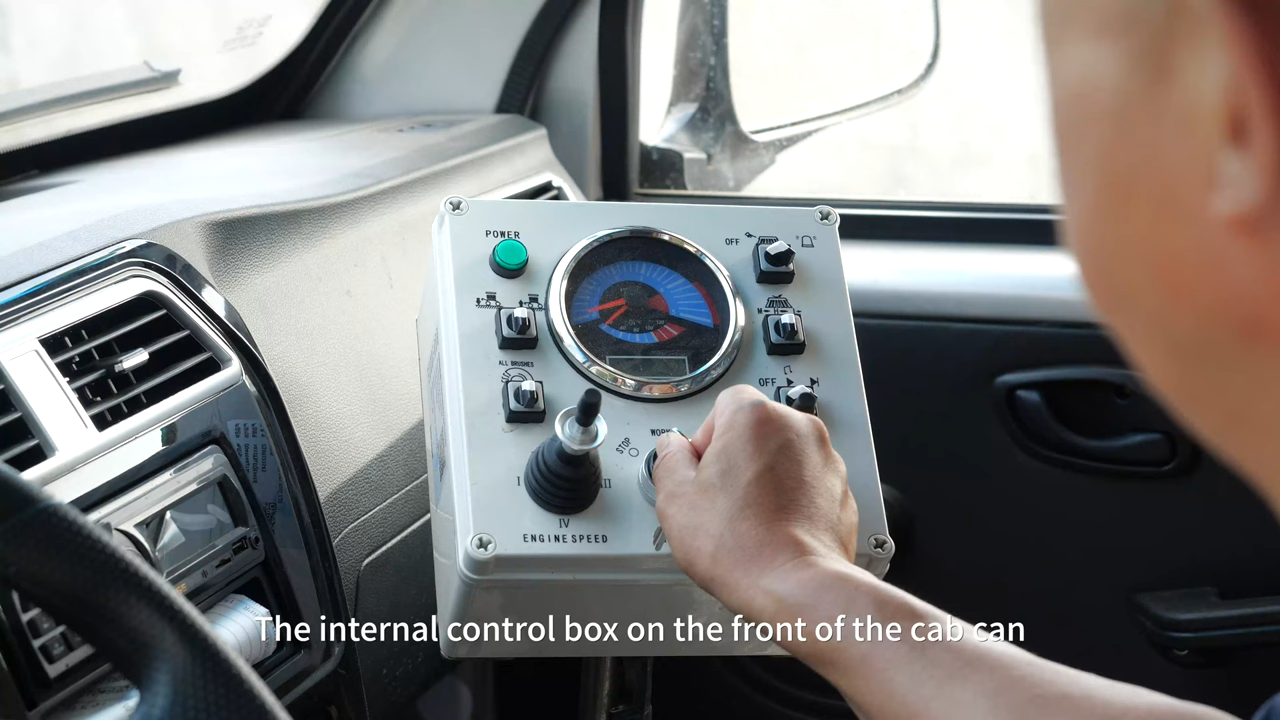 POWER
OFF
ALL BRUSHES
M H L
OFF
WORK
STOP
I
III
IV
ENGINE SPEED
The internal control box on the front of the cab can